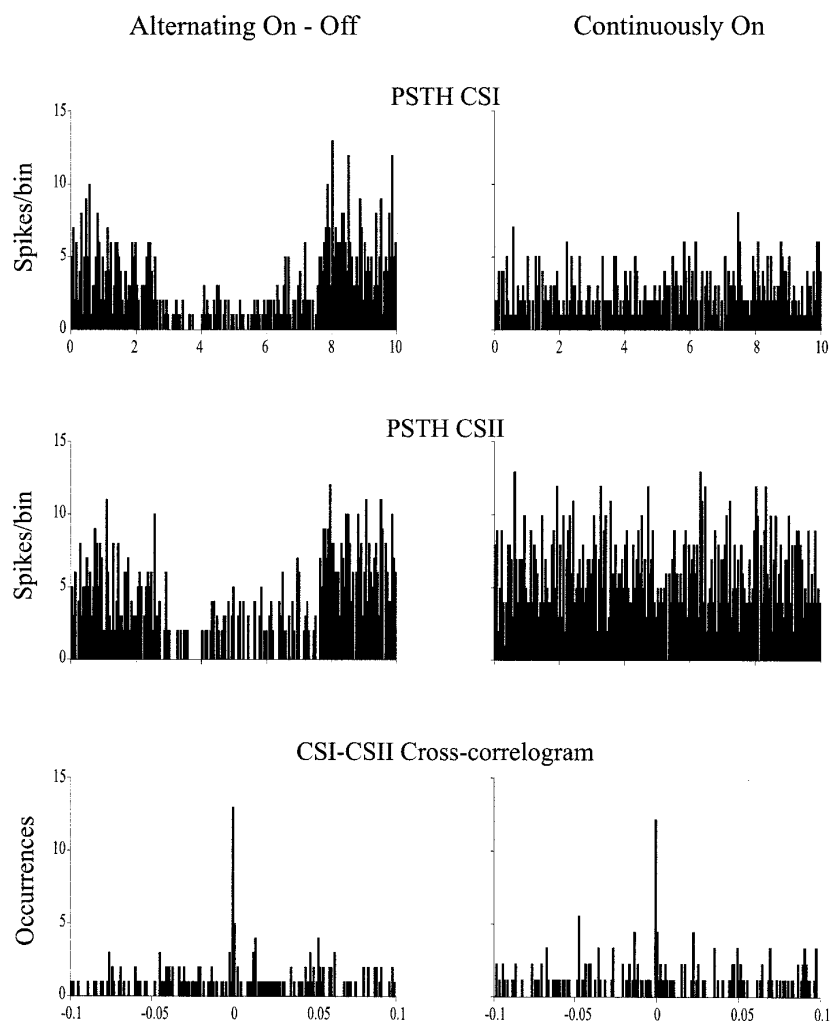 Alternating On - Off Continuously On
PSTH CSI
Spikes/bin
15
10
5
0
0 2 4 6 8 10
0 2 4 6 8 10
PSTH CSII
Spikes/bin
15
10
5
0
CSI-CSII Cross-correlogram
Occurrences
15
10
5
0
-0.1 -0.05 0 0.05 0.1
-0.1 -0.05 0 0.05 0.1